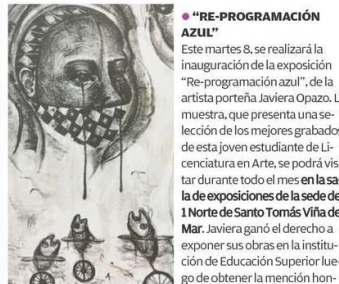 ● “RE-PROGRAMACIÓN
AZUL”
Este martes 8, se realizará la
inauguración de la exposición
“Re-programación azul”, de la
artista porteña Javiera Opazo. L
muestra, que presenta una se-
lección de los mejores grabados
de esta joven estudiante de Li-
cenciatura en Arte, se podrá vis
tar durante todo el mes en la sa-
la de exposiciones de la sede de
1 Norte de Santo Tomás Viña de
Mar. Javiera ganó el derecho a
exponer sus obras en la institu-
ción de Educación Superior lue-
go de obtener la mención hon-